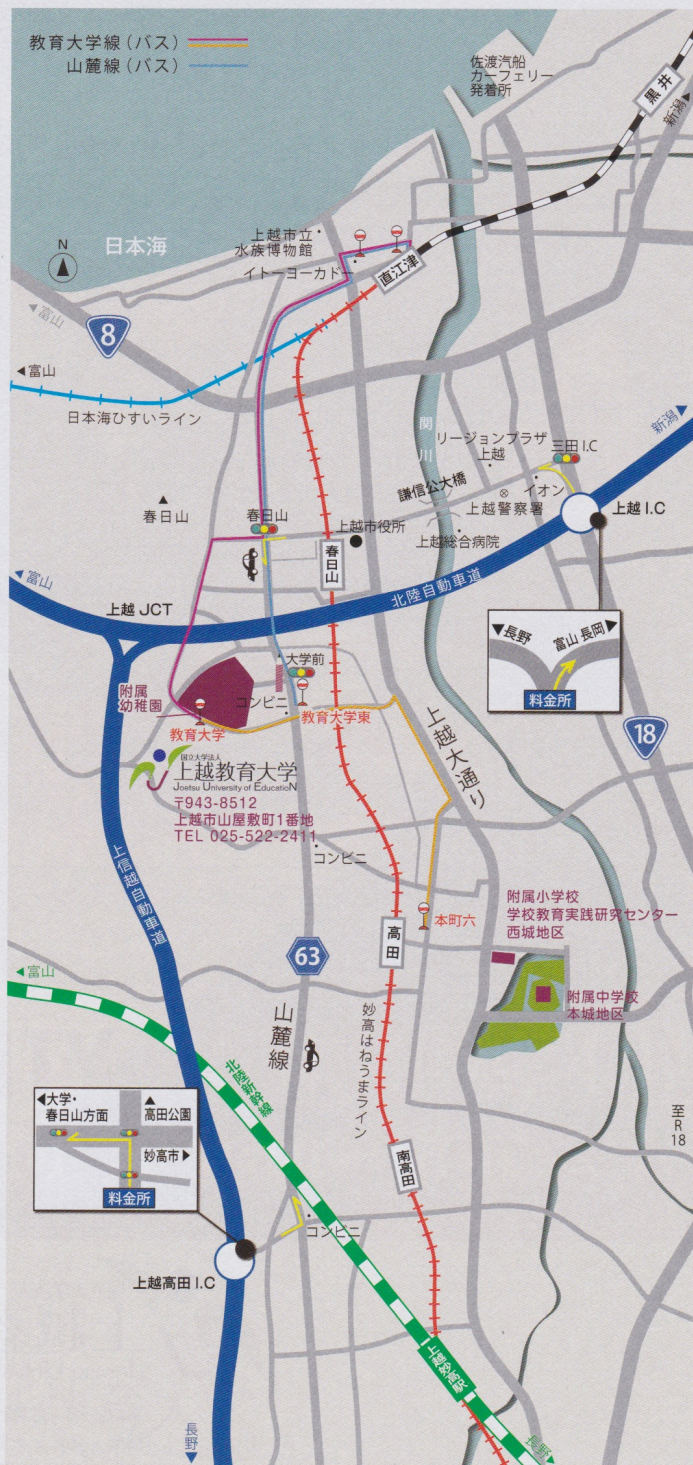 教育大学線(バス)
山麓線(バス)
佐渡汽船
カーフェリー
発着所
黒井
新潟▶
N
日本海
上越市立
水族博物館
イトーヨーカドー
直江津
◀富山
8
◀富山
日本海ひすいライン
関川
リージョンプラザ
上越
三田I.C
新潟▶
謙信公大橋
イオン
上越警察署
上越I.C
▲
春日山
春日山
上越市役所
上越総合病院
春日山
◀富山
上越JCT
北陸自動車道
▼長野
富山 長岡▶
料金所
大学前
附属
幼稚園
コンビニ
教育大学
教育大学東
上越大通り
18
国立大学法人
上越教育大学
Joetsu University of EducatioN
〒943-8512
上越市山屋敷町1番地
TEL 025-522-2411
コンビニ
上信越自動車道
附属小学校
学校教育実践研究センター
西城地区
本町六
高田
63
◀富山
附属中学校
本城地区
山麓線
妙高はねうまライン
北陸新幹線
◀大学・
春日山方面
▲
高田公園
妙高市▶
料金所
至R18
南高田
コンビニ
上越高田I.C
上越妙高駅
長野▼
長野▶